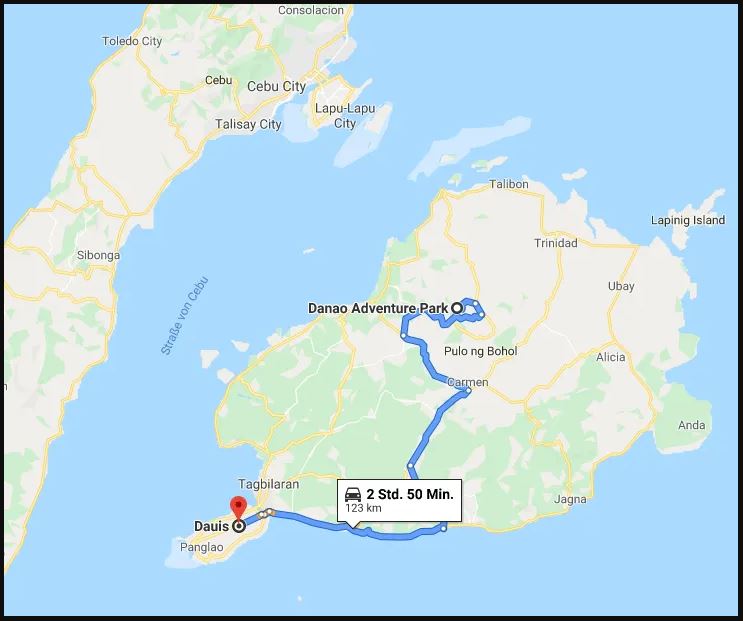 Consolacion
Toledo City
Cebu
Cebu City
Lapu-Lapu
City
Talisay City
Talibon
Lapinig Island
Trinidad
Sibonga
Ubay
Straße von Cebu
Danao Adventure Park
Pulo ng Bohol
Alicia
Carmen
Anda
Tagbilaran
2 Std. 50 Min.
123 km
Jagna
Dauis
Panglao